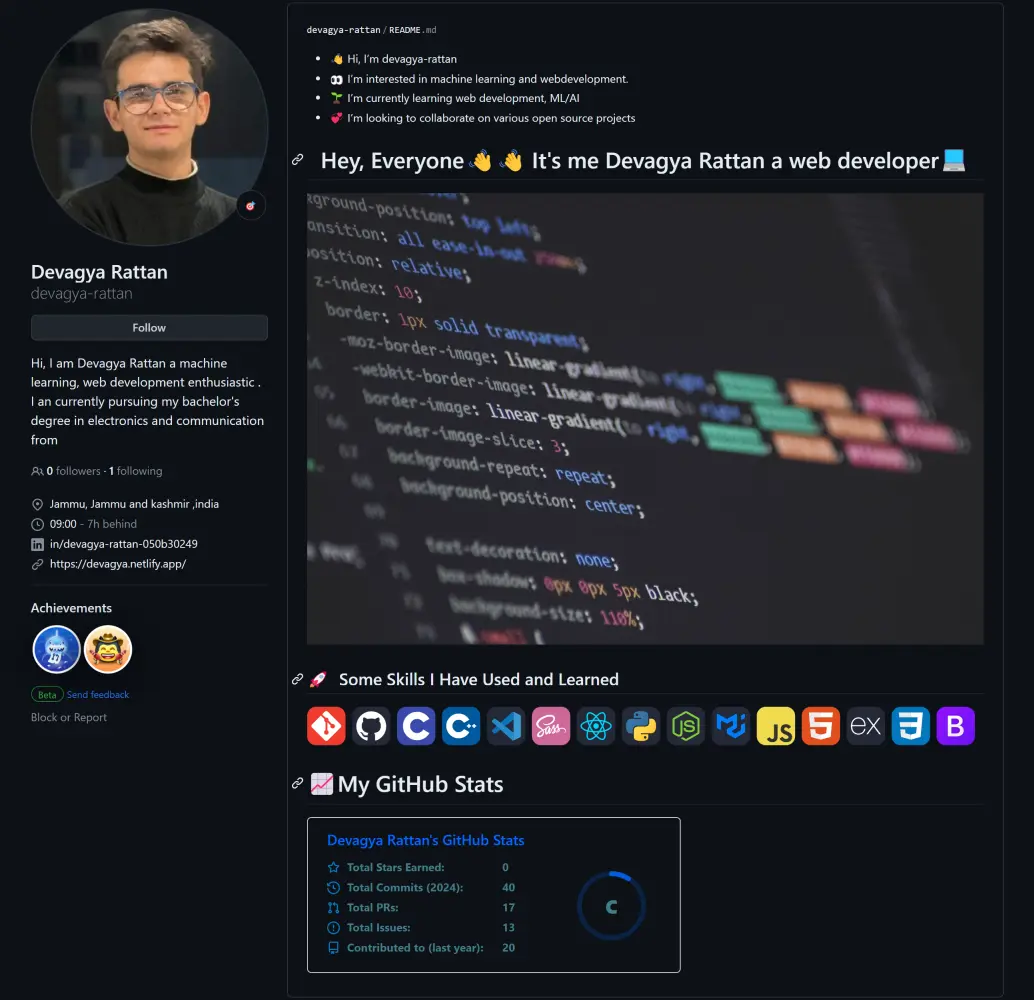 Devagya Rattan
devagya-rattan
Follow
Hi, I am Devagya Rattan a machine
learning, web development enthusiastic .
I an currently pursuing my bachelor's
degree in electronics and communication
from
0 followers · 1 following
Jammu, Jammu and kashmir ,india
09:00 - 7h behind
in/devagya-rattan-050b30249
https://devagya.netlify.app/
Achievements
Beta Send feedback
Block or Report
devagya-rattan/README.md
• 👋 Hi, I’m devagya-rattan
• 👀 I’m interested in machine learning and webdevelopment.
• 🌱 I’m currently learning web development, ML/AI
• 💞️ I’m looking to collaborate on various open source projects
Hey, Everyone 👋 👋 It's me Devagya Rattan a web developer💻
ground-position: top left;
ansition: all ease-in-out
position: relative;
z-index: 10;
border: 1px solid transparent;
-moz-border-image: linear-gradient(to right,
-webkit-border-image: linear-gradient(to right,
border-image: linear-gradient(to right,
border-image-slice: 3;
background-repeat: repeat;
background-position: center;
text-decoration: none;
box-shadow: 0px 0px 5px black;
background-size: 110%;
🚀 Some Skills I Have Used and Learned
C C++ Sass JS JS 5 ex 3 B
📈 My GitHub Stats
Devagya Rattan's GitHub Stats
Total Stars Earned: 0
Total Commits (2024): 40
Total PRs: 17
Total Issues: 13
Contributed to (last year): 20
C